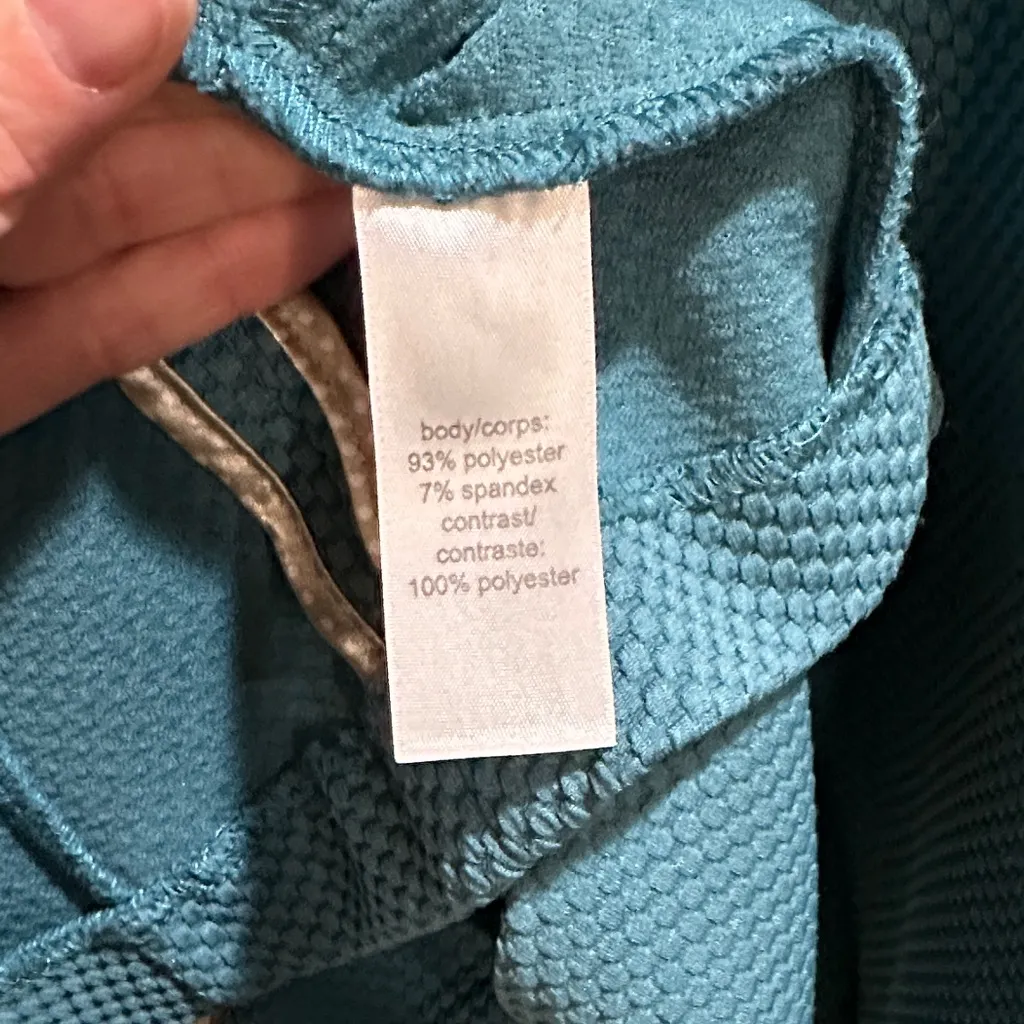 body/corps:
93% polyester
7% spandex
contrast/
contraste:
100% polyester